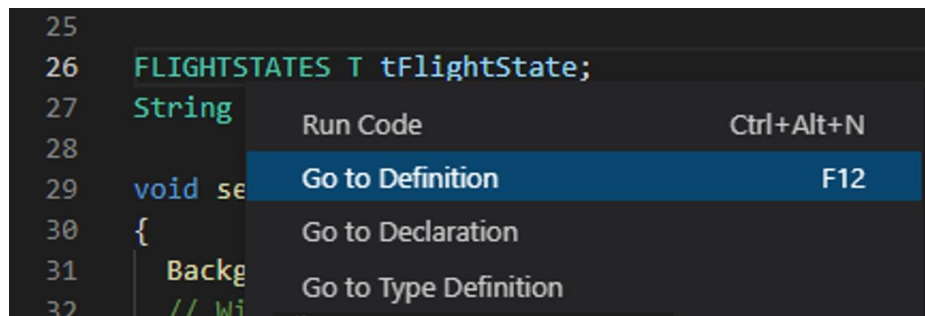 25
26 FLIGHTSTATES T tFlightState;
27 String
Run Code Ctrl+Alt+N
28
Go to Definition F12
29 void se
30 {
Go to Declaration
31 Backg
Go to Type Definition
32 // Wi